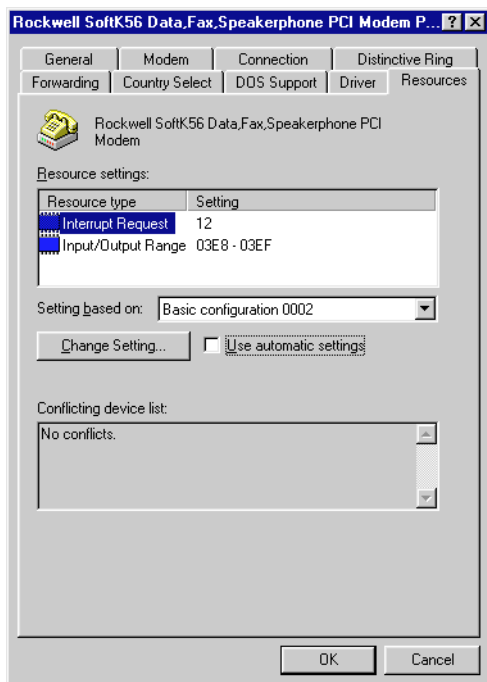 Rockwell SoftK56 Data,Fax,Speakerphone PCI Modem P...
General Modem Connection Distinctive Ring
Forwarding Country Select DOS Support Driver Resources
Rockwell SoftK56 Data,Fax,Speakerphone PCI
Modem
Resource settings:
Resource type Setting
Interrupt Request 12
Input/Output Range 03E8 - 03EF
Setting based on: Basic configuration 0002
Change Setting... Use automatic settings
Conflicting device list:
No conflicts.
OK Cancel